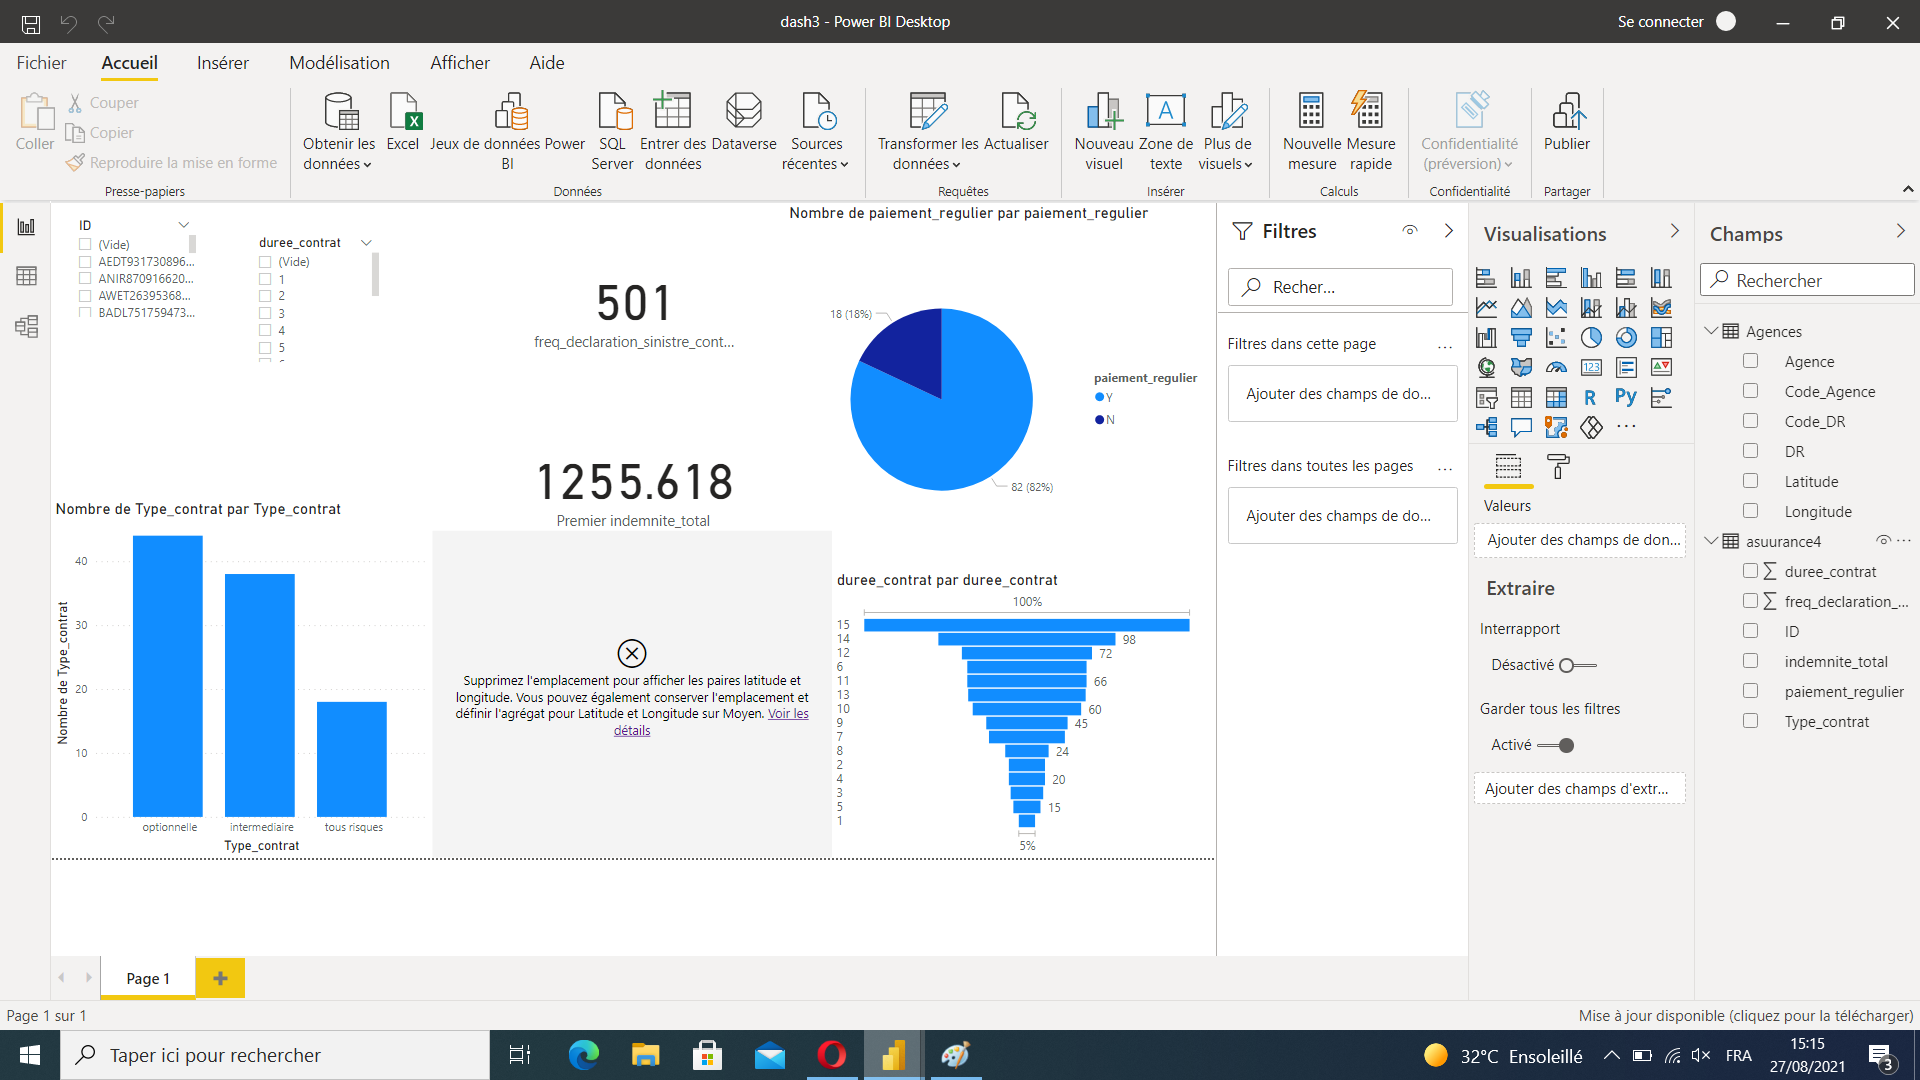 dash3 - Power BI Desktop
Se connecter
Fichier
Accueil
Insérer
Modélisation
Afficher
Aide
Coller
Couper
Copier
Reproduire la mise en forme
Presse-papiers
Obtenir les
données
Excel
Jeux de données Power
BI
SQL
Server
Entrer des
données
Dataverse
Sources
récentes
Données
Transformer les
données
Actualiser
Requêtes
Nouveau
visuel
Zone de
texte
Plus de
visuels
Insérer
Nouvelle
mesure
Mesure
rapide
Calculs
Confidentialité
(préversion)
Confidentialité
Publier
Partager
ID
(Vide)
AEDT931730896...
ANIR870916620...
AWET26395368...
BADL751759473...
duree_contrat
(Vide)
1
2
3
4
5
501
freq_declaration_sinistre_cont...
1255.618
Premier indemnite_total
Nombre de paiement_regulier par paiement_regulier
18 (18%)
82 (82%)
paiement_regulier
Y
N
Nombre de Type_contrat par Type_contrat
Nombre de Type_contrat
40
30
20
10
0
optionnelle
intermediaire
tous risques
Type_contrat
Supprimez l'emplacement pour afficher les paires latitude et
longitude. Vous pouvez également conserver l'emplacement et
définir l'agrégat pour Latitude et Longitude sur Moyen. Voir les
détails
duree_contrat par duree_contrat
100%
15
14 98
12 72
6
11 66
13
10 60
9 45
7
8 24
2
4 20
3
5 15
1
5%
Filtres
Recher...
Filtres dans cette page ...
Ajouter des champs de do...
Filtres dans toutes les pages ...
Ajouter des champs de do...
Visualisations
123
R
Py
...
Valeurs
Ajouter des champs de don...
Extraire
Interrapport
Désactivé
Garder tous les filtres
Activé
Ajouter des champs d'extr...
Champs
Rechercher
Agences
Agence
Code_Agence
Code_DR
DR
Latitude
Longitude
asuurance4 ...
duree_contrat
freq_declaration_...
ID
indemnite_total
paiement_regulier
Type_contrat
Page 1
Page 1 sur 1
Mise à jour disponible (cliquez pour la télécharger)
Taper ici pour rechercher
32°C Ensoleillé
FRA
15:15
27/08/2021
3